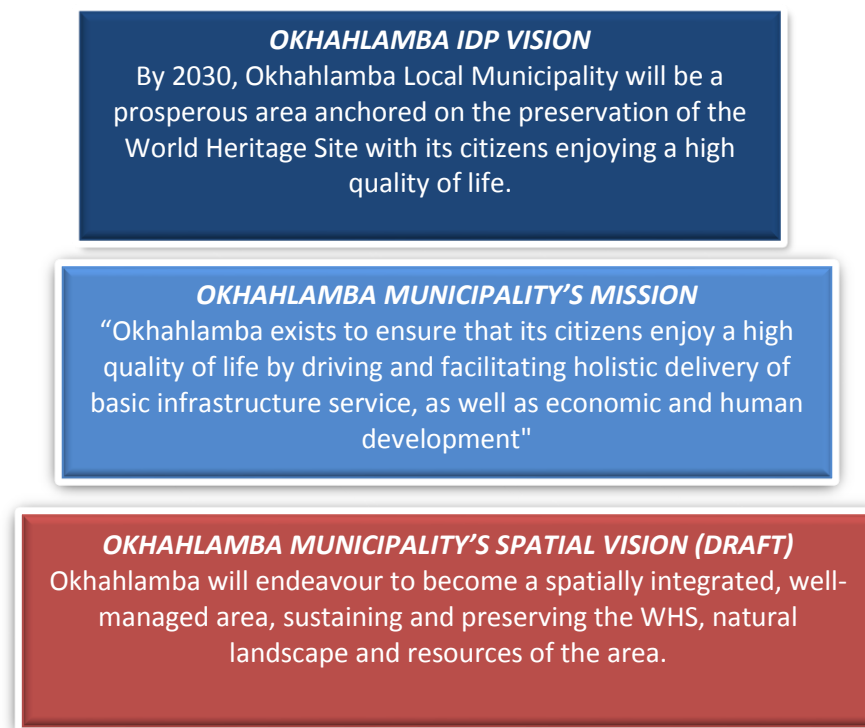 OKHAHLAMBA IDP VISION
By 2030, Okhahlamba Local Municipality will be a
prosperous area anchored on the preservation of the
World Heritage Site with its citizens enjoying a high
quality of life.
OKHAHLAMBA MUNICIPALITY’S MISSION
“Okhahlamba exists to ensure that its citizens enjoy a high
quality of life by driving and facilitating holistic delivery of
basic infrastructure service, as well as economic and human
development"
OKHAHLAMBA MUNICIPALITY’S SPATIAL VISION (DRAFT)
Okhahlamba will endeavour to become a spatially integrated, well-
managed area, sustaining and preserving the WHS, natural
landscape and resources of the area.